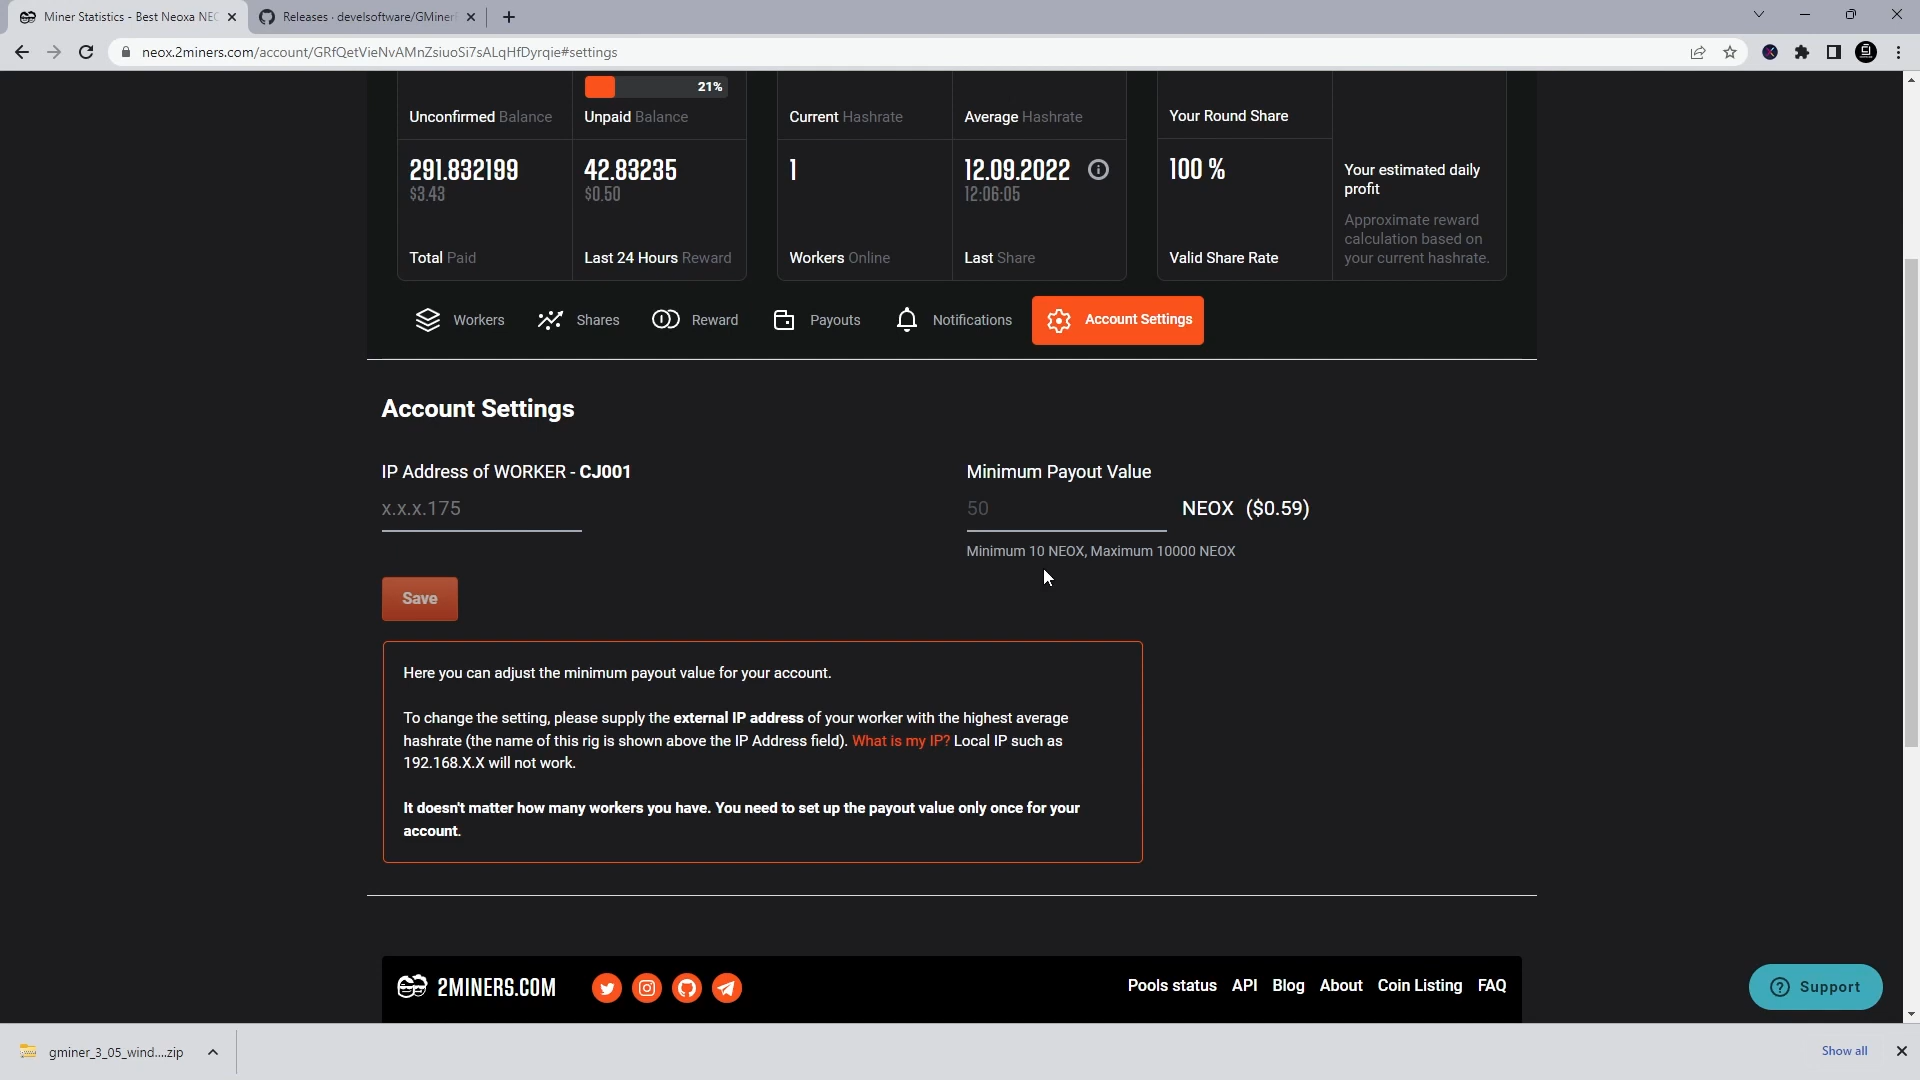 Miner Statistics - Best Neoxa NEO
Releases · develsoftware/GMiner
neox.2miners.com/account/GRfQetVieNvAMnZsiuoSi7sALqHfDyrqie#settings
21%
Unconfirmed Balance
Unpaid Balance
Current Hashrate
Average Hashrate
Your Round Share
291.832199
$3.43
Total Paid
42.83235
$0.50
Last 24 Hours Reward
1
Workers Online
12.09.2022
12:06:05
Last Share
100 %
Valid Share Rate
Your estimated daily
profit
Approximate reward
calculation based on
your current hashrate.
Workers
Shares
Reward
Payouts
Notifications
Account Settings
Account Settings
IP Address of WORKER - CJ001
x.x.x.175
Minimum Payout Value
50
NEOX ($0.59)
Minimum 10 NEOX, Maximum 10000 NEOX
Save
Here you can adjust the minimum payout value for your account.
To change the setting, please supply the external IP address of your worker with the highest average
hashrate (the name of this rig is shown above the IP Address field). What is my IP? Local IP such as
192.168.X.X will not work.
It doesn't matter how many workers you have. You need to set up the payout value only once for your
account.
2MINERS.COM
Pools status API Blog About Coin Listing FAQ
Support
gminer_3_05_wind....zip
Show all